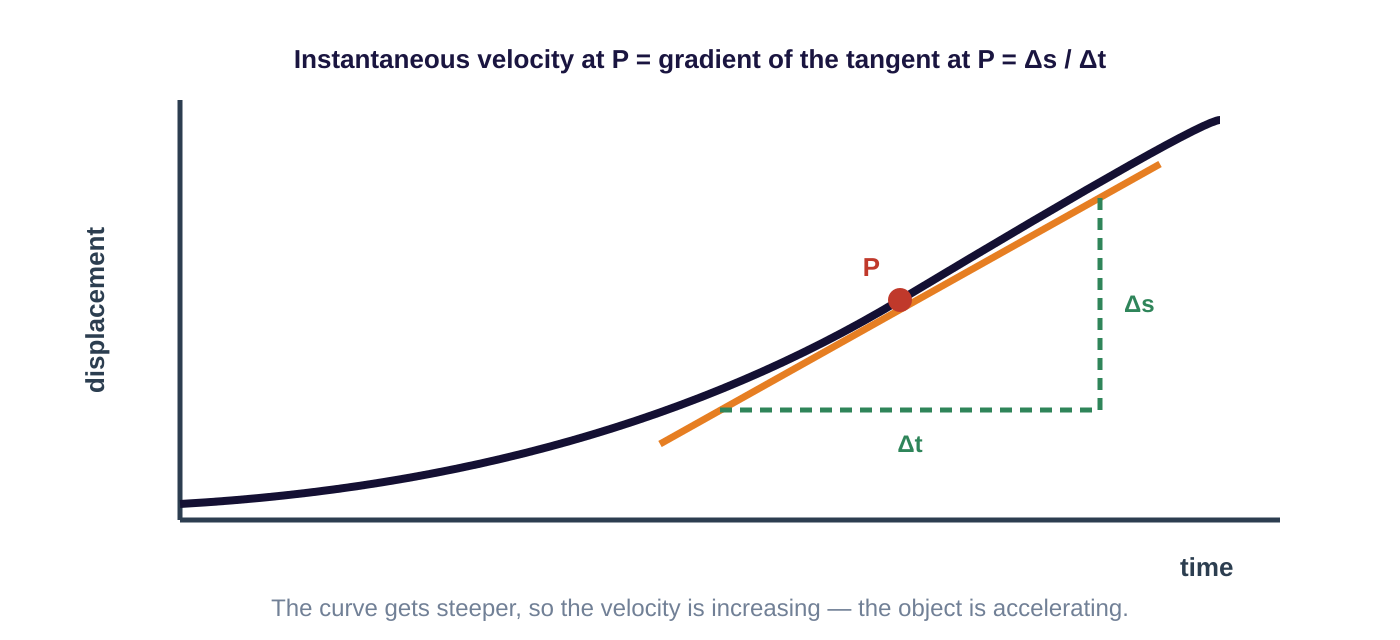 Instantaneous velocity at P = gradient of the tangent at P = Δs / Δt
displacement
P
Δs
Δt
time
The curve gets steeper, so the velocity is increasing — the object is accelerating.